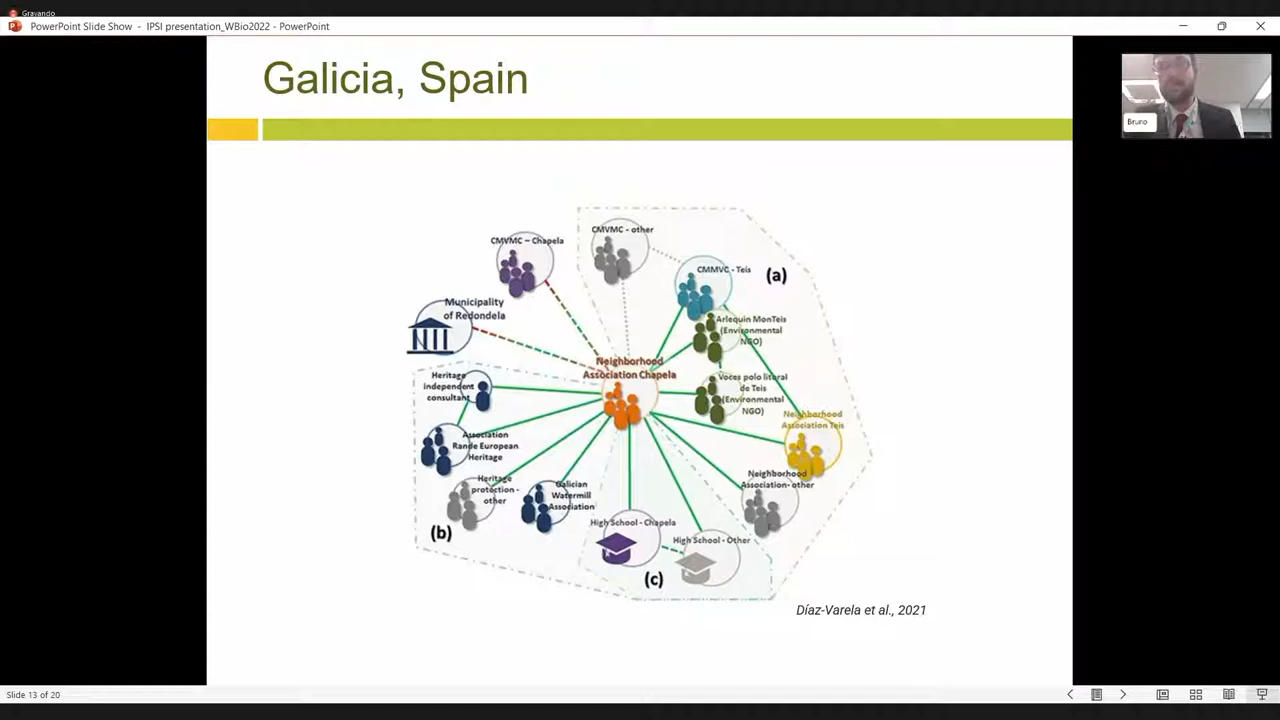 Gravando
PowerPoint Slide Show - IPSI presentation_WBio2022 - PowerPoint
Galicia, Spain
Bruno
CMVMC - other
CMVMC – Chapela
CMMVC - Teis
(a)
Municipality
of Redondela
Arlequin MonTeis
(Environmental
NGO)
Neighborhood
Association Chapela
Heritage
independent
consultant
Voces polo litoral
de Teis
(Environmental
NGO)
Neighborhood
Association Teis
Association
Rande European
Heritage
Heritage
protection -
other
Galician
Watermill
Association
Neighborhood
Association- other
(b)
High School - Chapela
High School - Other
(c)
Díaz-Varela et al., 2021
Slide 13 of 20